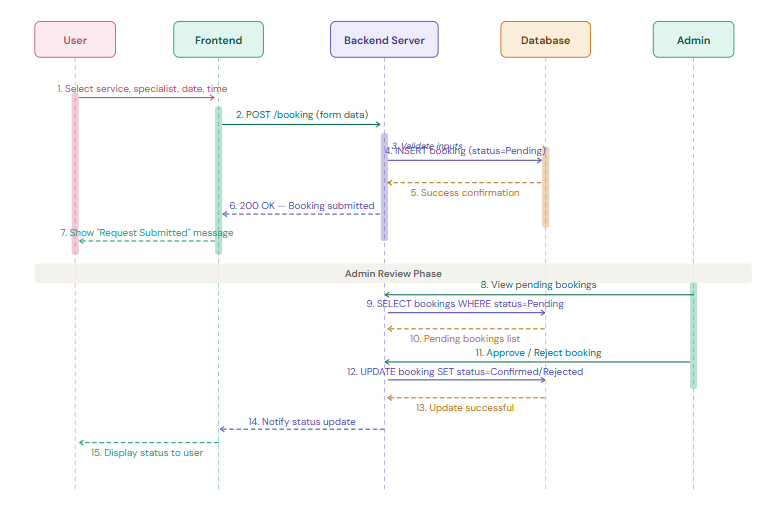 User
Frontend
Backend Server
Database
Admin
1. Select service, specialist, date, time
2. POST /booking (form data)
3. Validate inputs
4. INSERT booking (status=Pending)
5. Success confirmation
6. 200 OK — Booking submitted
7. Show "Request Submitted" message
Admin Review Phase
8. View pending bookings
9. SELECT bookings WHERE status=Pending
10. Pending bookings list
11. Approve / Reject booking
12. UPDATE booking SET status=Confirmed/Rejected
13. Update successful
14. Notify status update
15. Display status to user